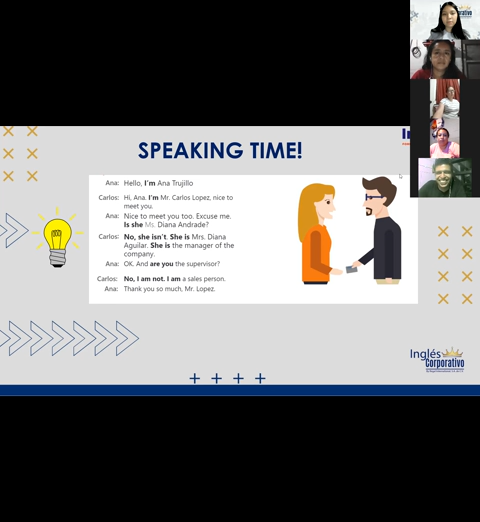 SPEAKING TIME!
Ana: Hello, I'm Ana Trujillo
Carlos: Hi, Ana. I'm Mr. Carlos Lopez, nice to
meet you.
Ana: Nice to meet you too. Excuse me.
Is she Ms. Diana Andrade?
Carlos: No, she isn't. She is Mrs. Diana
Aguilar. She is the manager of the
company.
Ana: OK. And are you the supervisor?
Carlos: No, I am not. I am a sales person.
Ana: Thank you so much, Mr. Lopez.
Inglés
Corporativo